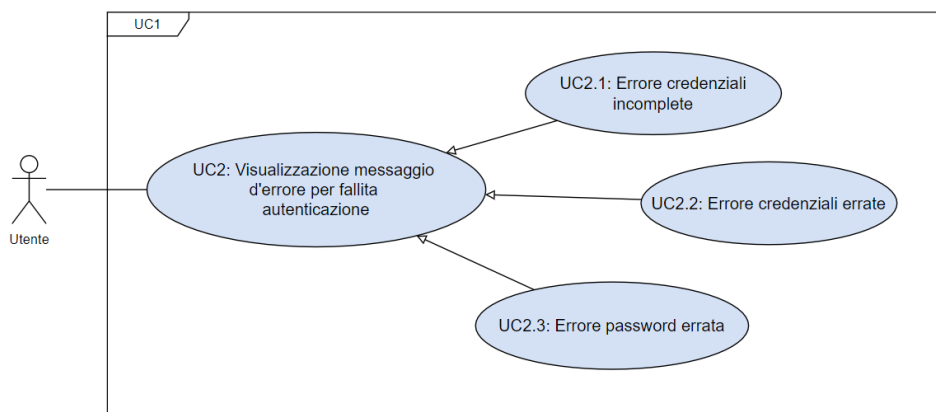 UC1
UC2.1: Errore credenziali
incomplete
UC2: Visualizzazione messaggio
d'errore per fallita
autenticazione
UC2.2: Errore credenziali errate
Utente
UC2.3: Errore password errata